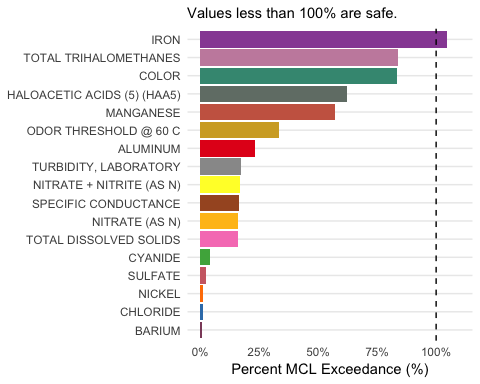 Values less than 100% are safe.
IRON
TOTAL TRIHALOMETHANES
COLOR
HALOACETIC ACIDS (5) (HAA5)
MANGANESE
ODOR THRESHOLD @ 60 C
ALUMINUM
TURBIDITY, LABORATORY
NITRATE + NITRITE (AS N)
SPECIFIC CONDUCTANCE
NITRATE (AS N)
TOTAL DISSOLVED SOLIDS
CYANIDE
SULFATE
NICKEL
CHLORIDE
BARIUM
0% 25% 50% 75% 100%
Percent MCL Exceedance (%)